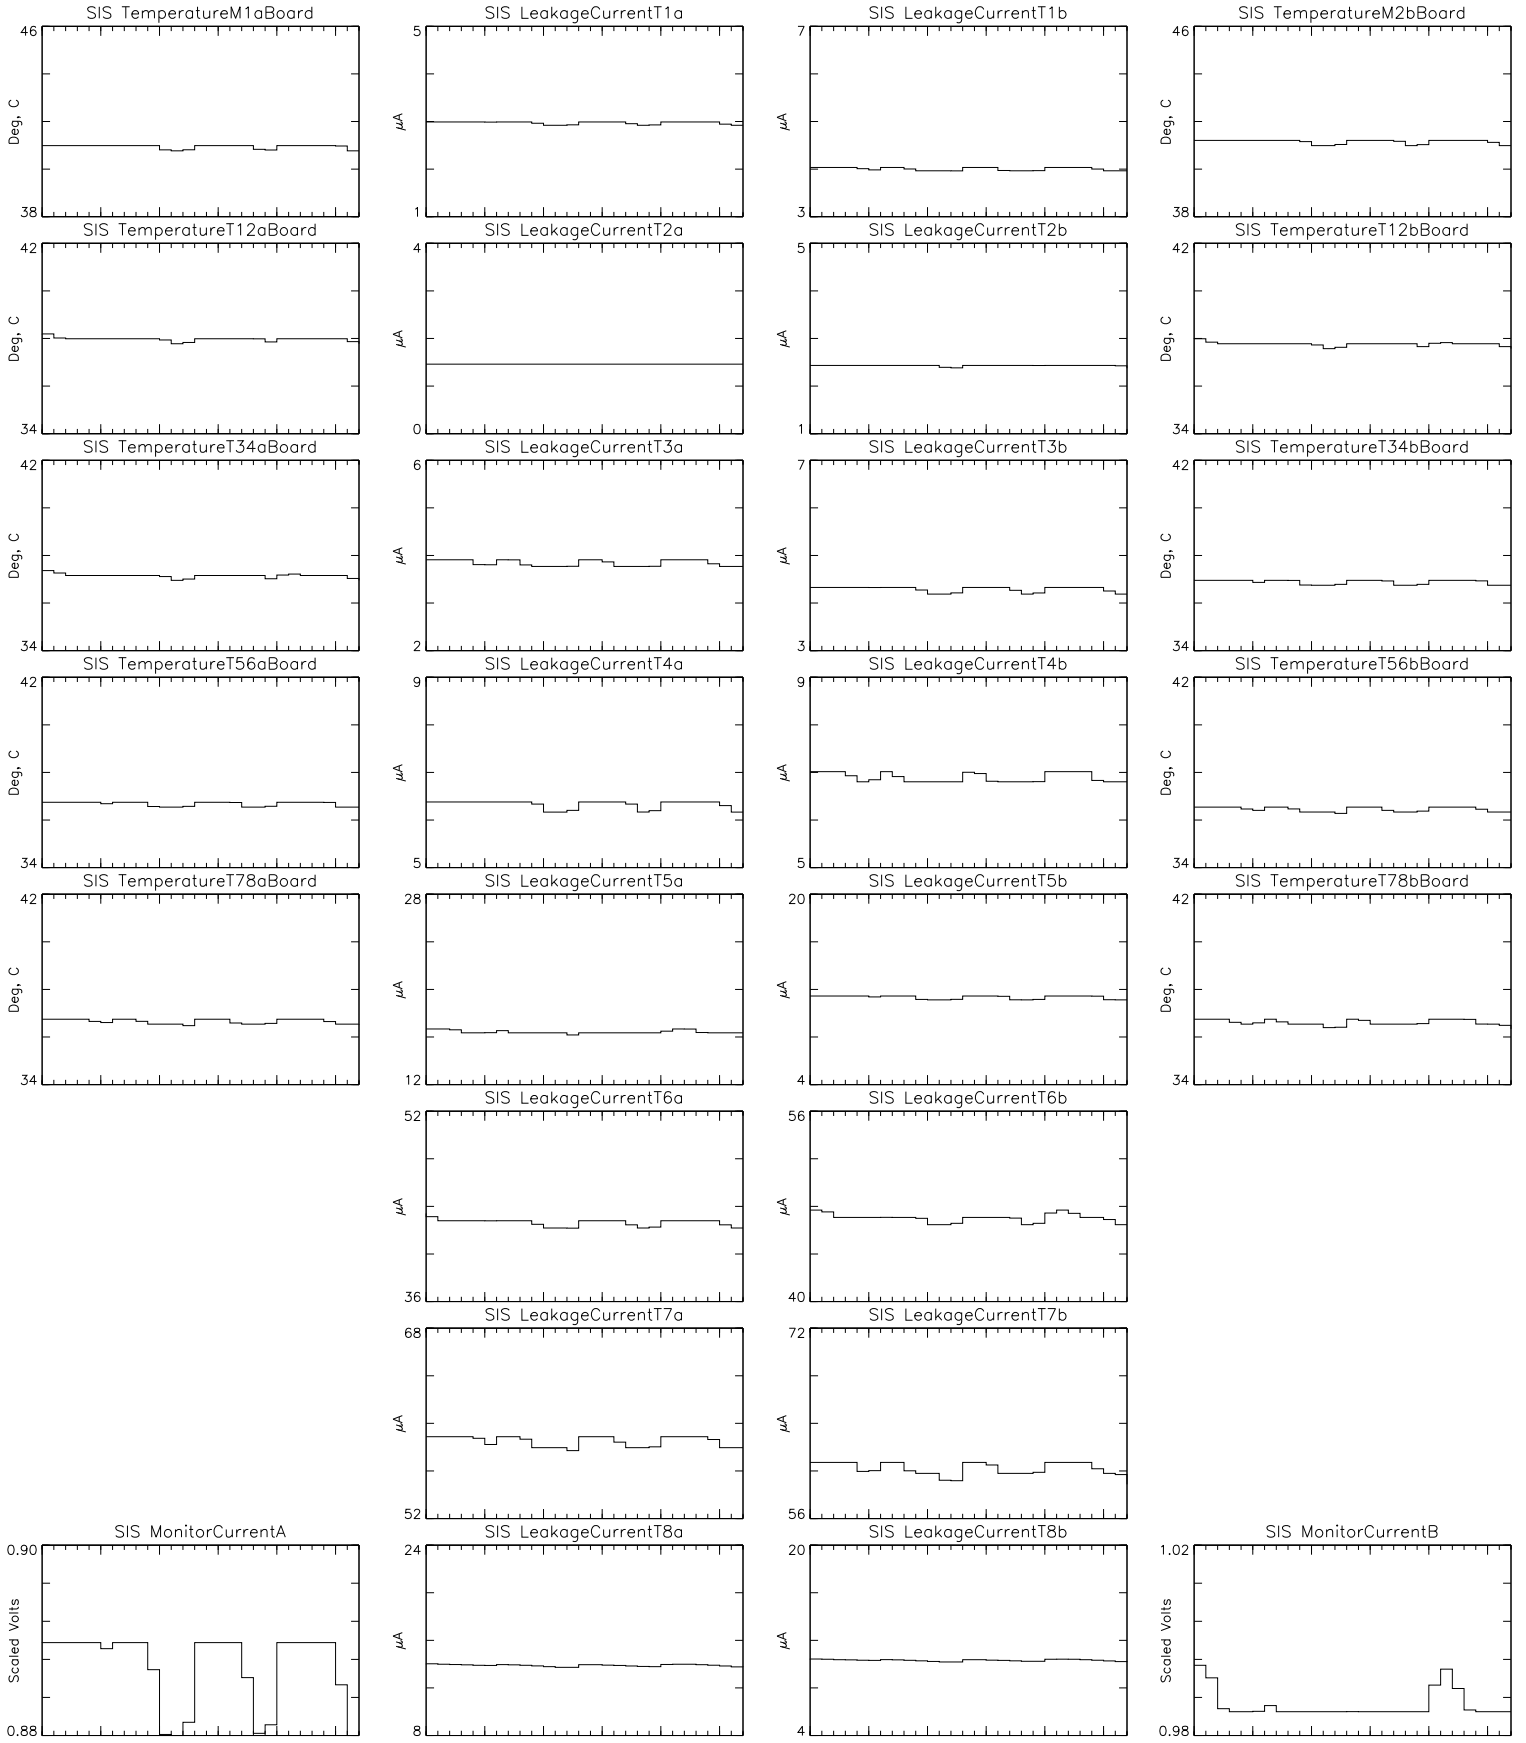 SIS TemperatureM1aBoard
46
Deg, C
38
SIS LeakageCurrentT1a
5
μA
1
SIS LeakageCurrentT1b
7
μA
3
SIS TemperatureM2bBoard
46
Deg, C
38
SIS TemperatureT12aBoard
42
Deg, C
34
SIS LeakageCurrentT2a
4
μA
0
SIS LeakageCurrentT2b
5
μA
1
SIS TemperatureT12bBoard
42
Deg, C
34
SIS TemperatureT34aBoard
42
Deg, C
34
SIS LeakageCurrentT3a
6
μA
2
SIS LeakageCurrentT3b
7
μA
3
SIS TemperatureT34bBoard
42
Deg, C
34
SIS TemperatureT56aBoard
42
Deg, C
34
SIS LeakageCurrentT4a
9
μA
5
SIS LeakageCurrentT4b
9
μA
5
SIS TemperatureT56bBoard
42
Deg, C
34
SIS TemperatureT78aBoard
42
Deg, C
34
SIS LeakageCurrentT5a
28
μA
12
SIS LeakageCurrentT5b
20
μA
4
SIS TemperatureT78bBoard
42
Deg, C
34
SIS LeakageCurrentT6a
52
μA
36
SIS LeakageCurrentT6b
56
μA
40
SIS LeakageCurrentT7a
68
μA
52
SIS LeakageCurrentT7b
72
μA
56
SIS MonitorCurrentA
0.90
Scaled Volts
0.88
SIS LeakageCurrentT8a
24
μA
8
SIS LeakageCurrentT8b
20
μA
4
SIS MonitorCurrentB
1.02
Scaled Volts
0.98